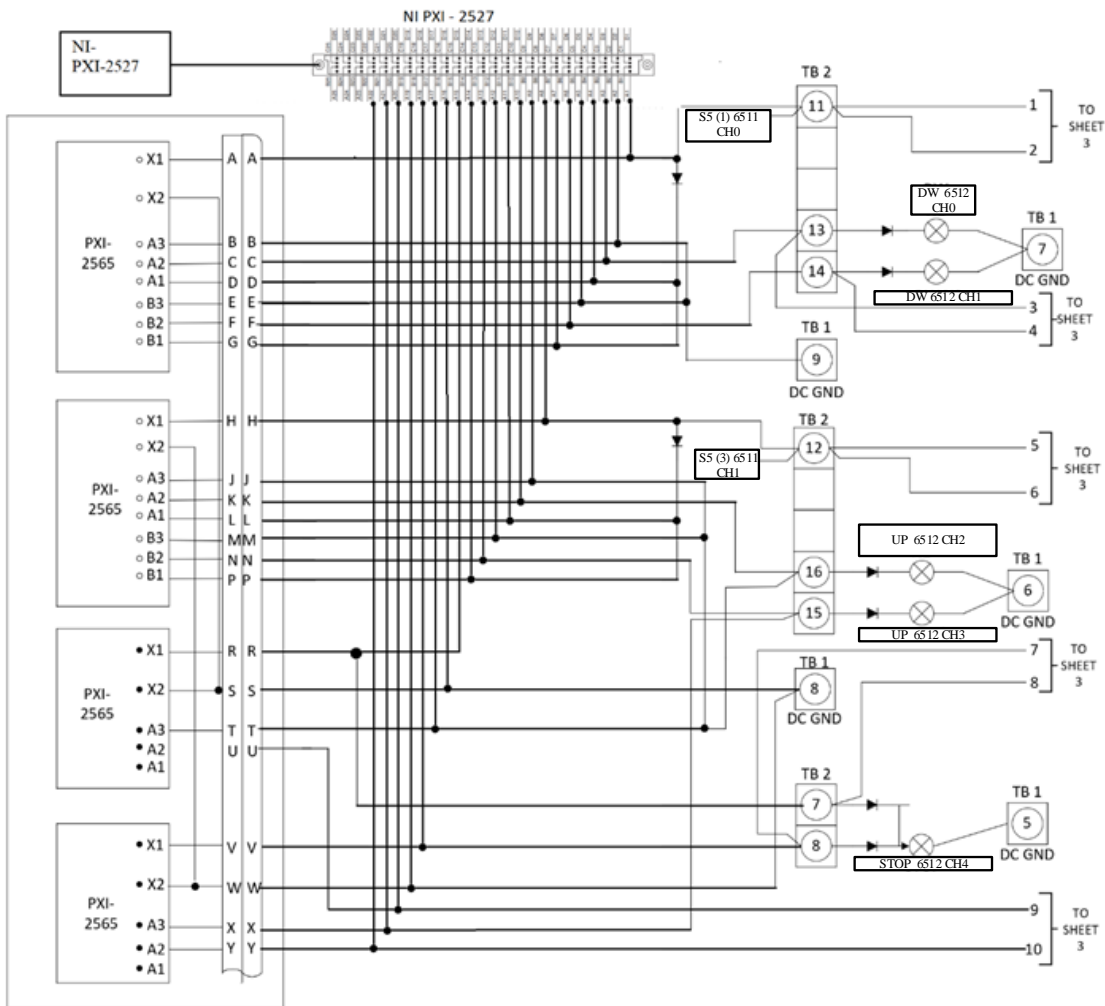 NI PXI - 2527
NI-
PXI-2527
PXI-
2565
X1
X2
A3
A2
A1
B3
B2
B1
A A
B B
C C
D D
E E
F F
G G
S5 (1) 6511
CH0
TB 2
11
13
14
1
2
TO
SHEET
3
DW 6512
CH0
DW 6512 CH1
TB 1
7
DC GND
3
4
TO
SHEET
3
TB 1
9
DC GND
PXI-
2565
X1
X2
A3
A2
A1
B3
B2
B1
H H
J J
K K
L L
M M
N N
P P
S5 (3) 6511
CH1
TB 2
12
16
15
5
6
TO
SHEET
3
UP 6512 CH2
UP 6512 CH3
TB 1
6
DC GND
7
8
TO
SHEET
3
PXI-
2565
X1
X2
A3
A2
A1
R R
S S
T T
U U
TB 1
8
DC GND
TB 2
7
8
STOP 6512 CH4
TB 1
5
DC GND
PXI-
2565
X1
X2
A3
A2
A1
V V
W W
X X
Y Y
9
10
TO
SHEET
3